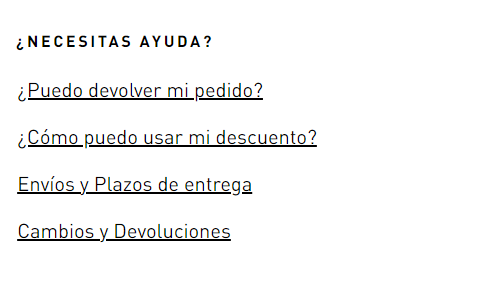 ¿NECESITAS AYUDA?
¿Puedo devolver mi pedido?
¿Cómo puedo usar mi descuento?
Envíos y Plazos de entrega
Cambios y Devoluciones